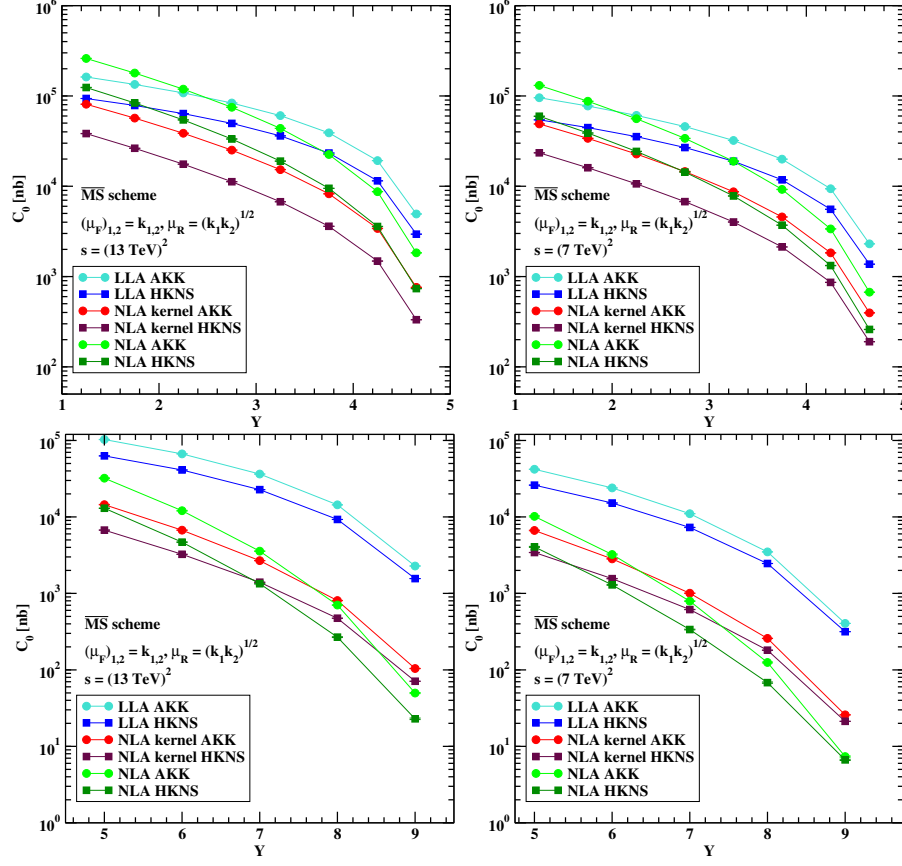 10^6
10^5
10^4
10^3
10^2
C_0 [nb]
MS scheme
(μ_F)_{1,2} = k_{1,2}, μ_R = (k_1k_2)^{1/2}
s = (13 TeV)^2
LLA AKK
LLA HKNS
NLA kernel AKK
NLA kernel HKNS
NLA AKK
NLA HKNS
1 2 3 4 5
Y
10^6
10^5
10^4
10^3
10^2
C_0 [nb]
MS scheme
(μ_F)_{1,2} = k_{1,2}, μ_R = (k_1k_2)^{1/2}
s = (7 TeV)^2
LLA AKK
LLA HKNS
NLA kernel AKK
NLA kernel HKNS
NLA AKK
NLA HKNS
1 2 3 4 5
Y
10^5
10^4
10^3
10^2
10^1
10^0
C_0 [nb]
MS scheme
(μ_F)_{1,2} = k_{1,2}, μ_R = (k_1k_2)^{1/2}
s = (13 TeV)^2
LLA AKK
LLA HKNS
NLA kernel AKK
NLA kernel HKNS
NLA AKK
NLA HKNS
5 6 7 8 9
Y
10^5
10^4
10^3
10^2
10^1
10^0
C_0 [nb]
MS scheme
(μ_F)_{1,2} = k_{1,2}, μ_R = (k_1k_2)^{1/2}
s = (7 TeV)^2
LLA AKK
LLA HKNS
NLA kernel AKK
NLA kernel HKNS
NLA AKK
NLA HKNS
5 6 7 8 9
Y